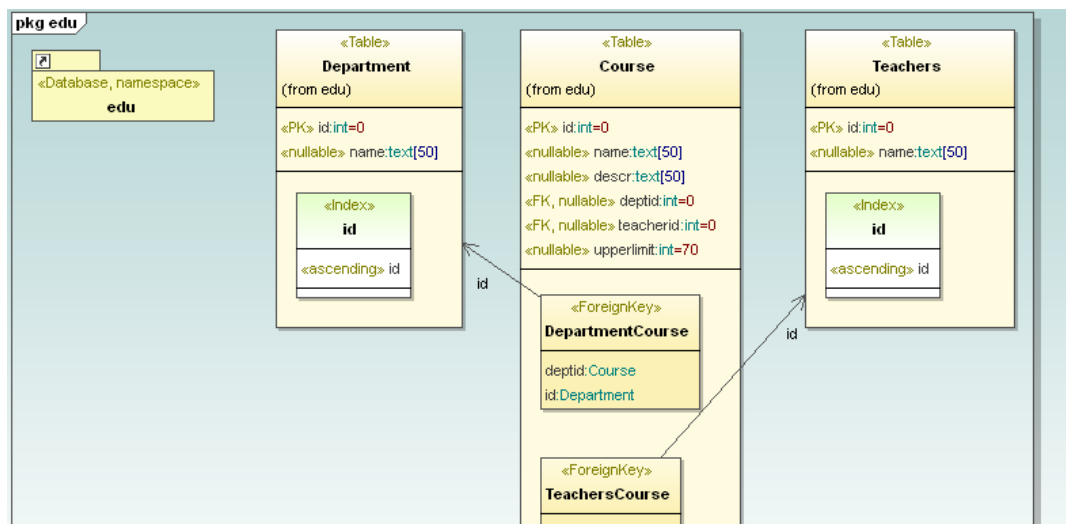 pkg edu
«Database, namespace»
edu
«Table»
Department
(from edu)
«PK» id:int=0
«nullable» name:text[50]
«Index»
id
«ascending» id
«Table»
Course
(from edu)
«PK» id:int=0
«nullable» name:text[50]
«nullable» descr:text[50]
«FK, nullable» deptid:int=0
«FK, nullable» teacherid:int=0
«nullable» upperlimit:int=70
id
«ForeignKey»
DepartmentCourse
deptid:Course
id:Department
«ForeignKey»
TeachersCourse
«Table»
Teachers
(from edu)
«PK» id:int=0
«nullable» name:text[50]
«Index»
id
«ascending» id
id